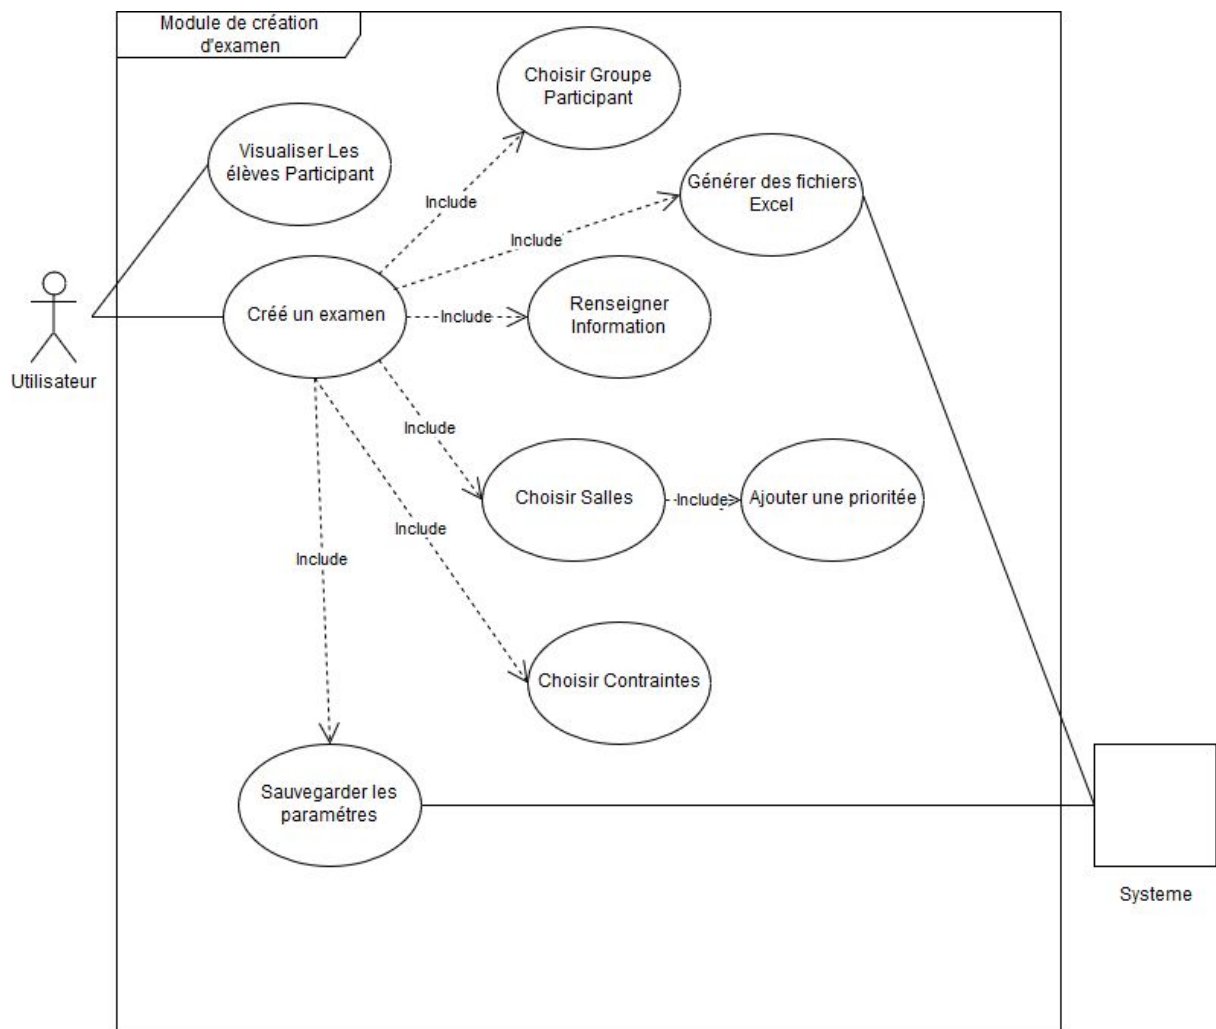 Module de création
d'examen
Choisir Groupe
Participant
Visualiser Les
élèves Participant
Générer des fichiers
Excel
Include
Include
Créé un examen
Include
Renseigner
Information
Utilisateur
Include
Choisir Salles
Include
Ajouter une prioritée
Include
Include
Choisir Contraintes
Sauvegarder les
paramétres
Systeme